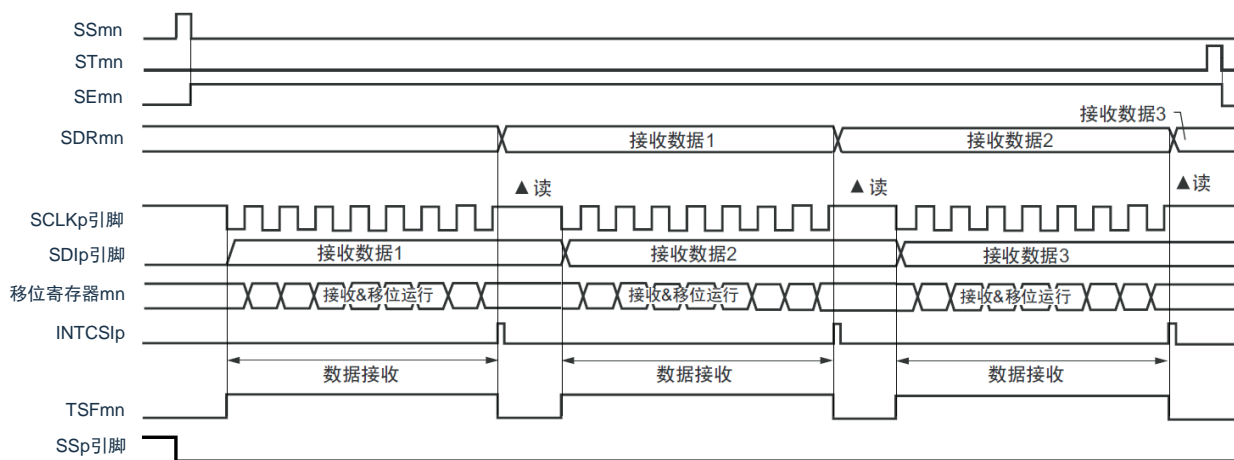 SSmn
STmn
SEmn
接收数据3
SDRmn
接收数据1
接收数据2
▲读
▲读
▲读
SCLKp引脚
SDIp引脚
接收数据1
接收数据2
接收数据3
移位寄存器mn
接收&移位运行
接收&移位运行
接收&移位运行
INTCSIp
数据接收
数据接收
数据接收
TSFmn
SSp引脚